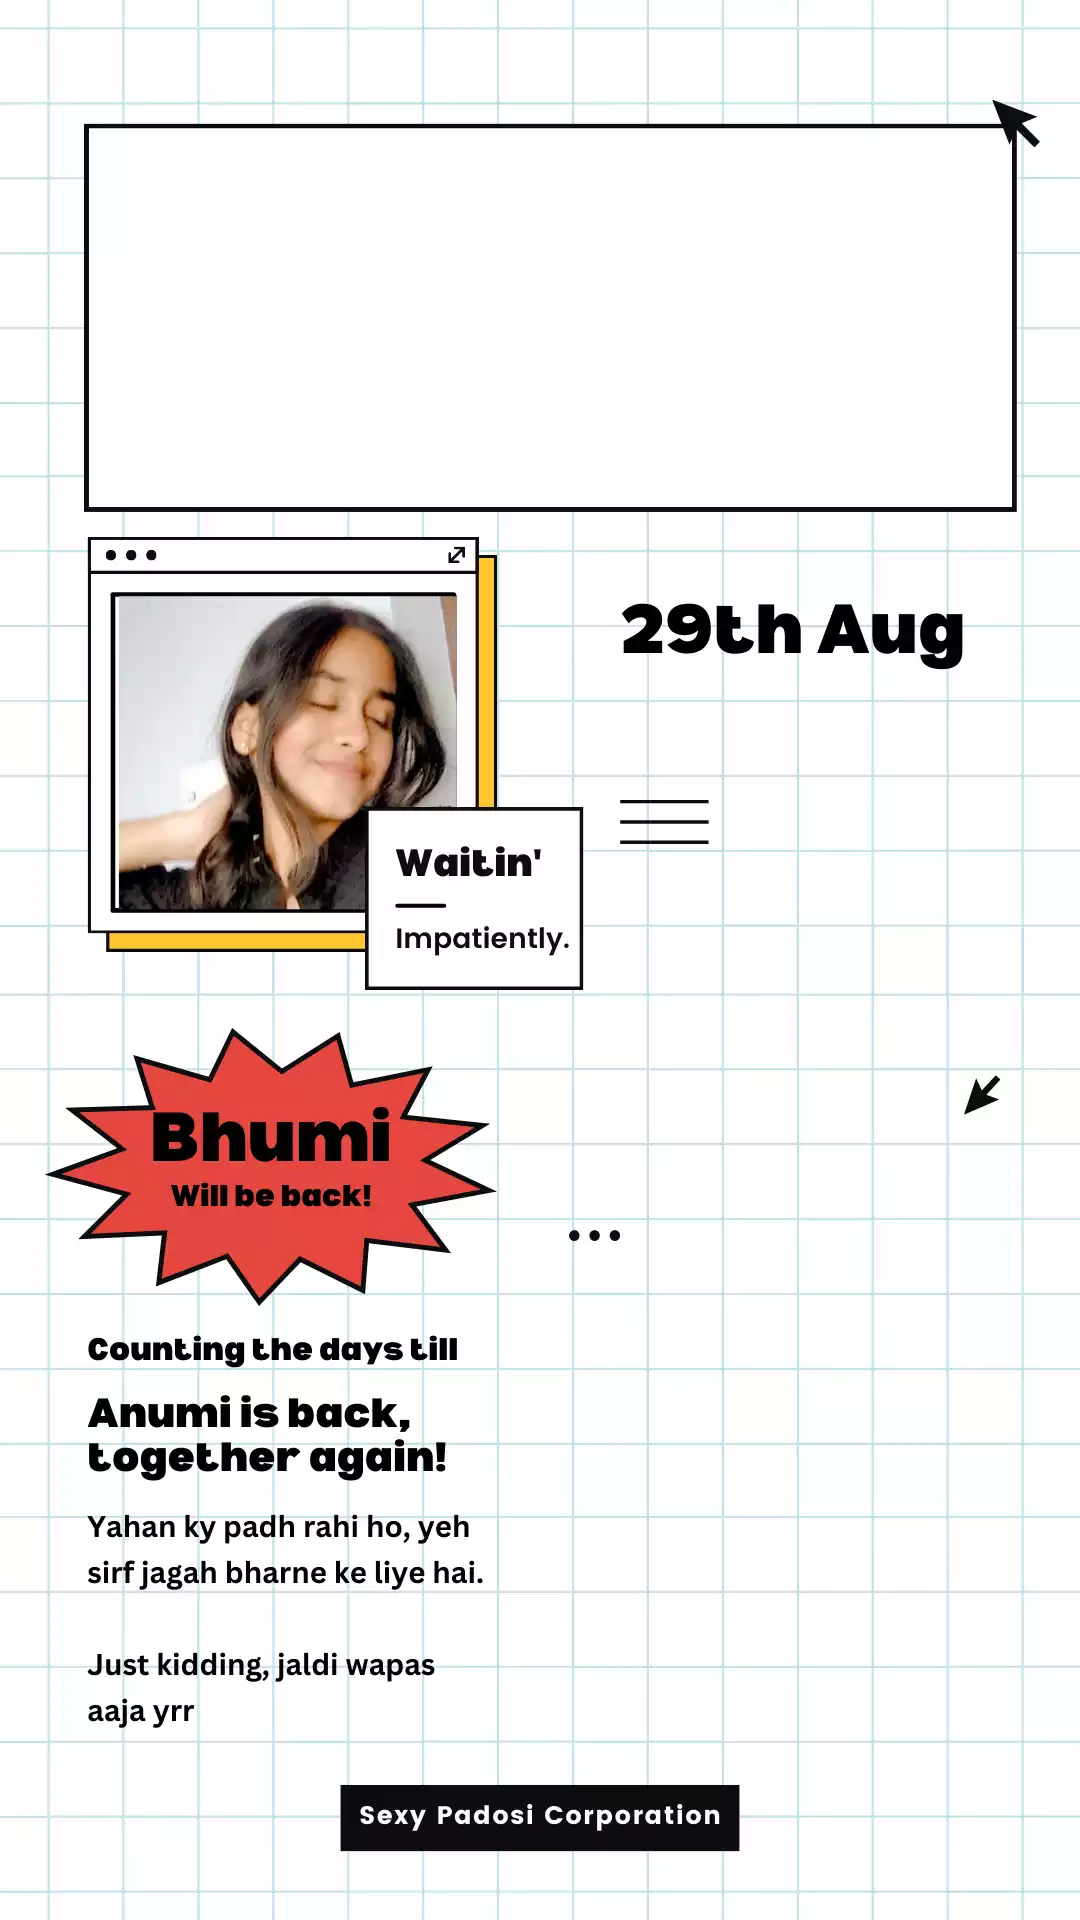 29th Aug
Waitin'
Impatiently.
Bhumi
Will be back!
Counting the days till
Anumi is back,
together again!
Yahan ky padh rahi ho, yeh
sirf jagah bharne ke liye hai.
Just kidding, jaldi wapas
aaja yrr
Sexy Padosi Corporation